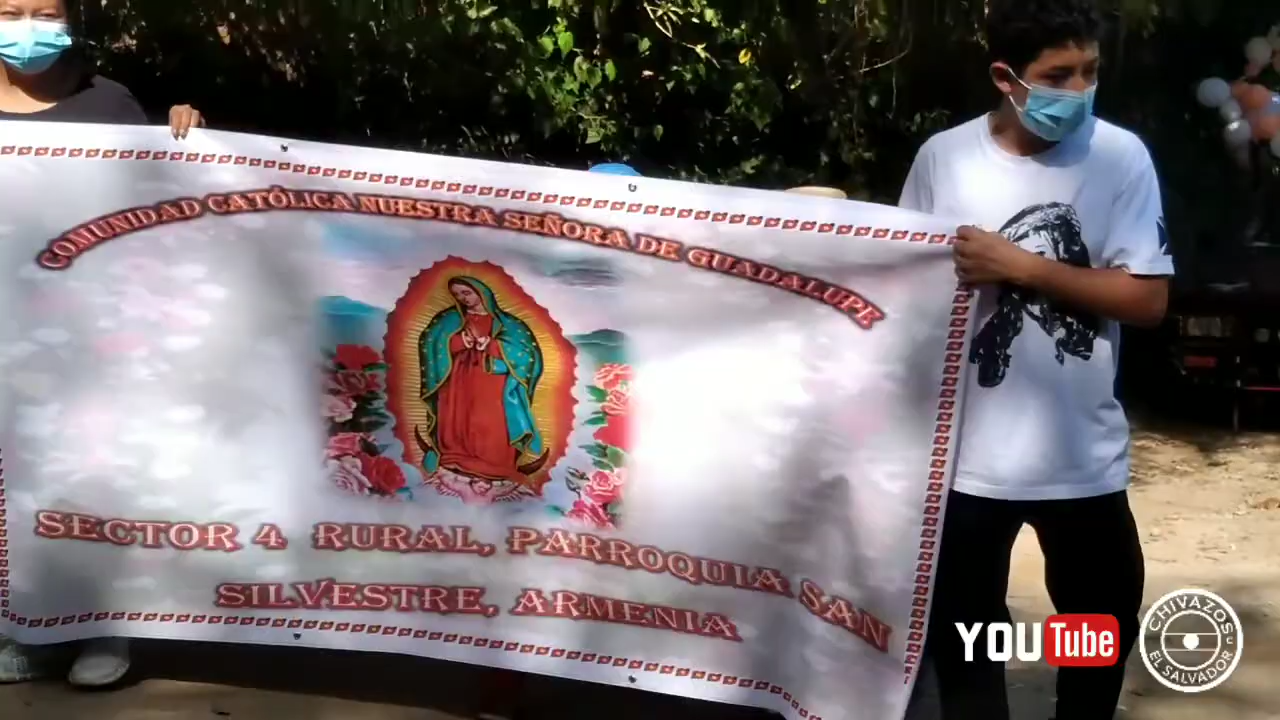 COMUNIDAD CATÓLICA NUESTRA SEÑORA DE GUADALUPE
SECTOR 4 RURAL, PARROQUIA SAN
SILVESTRE, ARMENIA
YOUTube
CHIVAZOS
EL SALVADOR